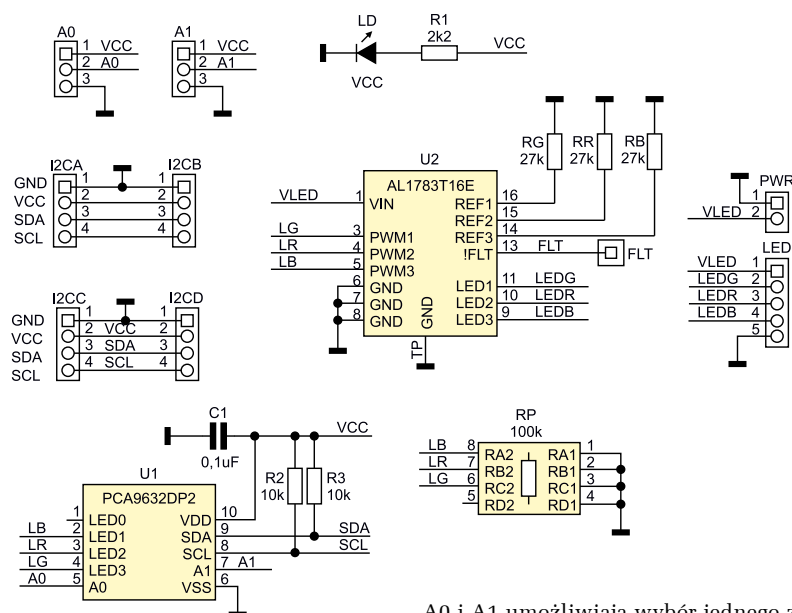 A0
1 VCC
2 A0
3
A1
1 VCC
2 A1
3
LD
VCC
R1
2k2
VCC
I2CA I2CB
GND 1 1
VCC 2 2
SDA 3 3
SCL 4 4
I2CC I2CD
GND 1 1
VCC 2 VCC 2
SDA 3 SDA 3
SCL 4 SCL 4
U2
AL1783T16E
VLED 1 VIN
LG 3 PWM1
LR 4 PWM2
LB 5 PWM3
6 GND
7 GND
8 GND
GND
TP
REF1 16
REF2 15
REF3 14
!FLT 13 FLT
FLT
LED1 11 LEDG
LED2 10 LEDR
LED3 9 LEDB
RG
27k
RR
27k
RB
27k
PWR
1
VLED 2
LED
VLED 1
LEDG 2
LEDR 3
LEDB 4
5
C1
0,1uF
VCC
R2
10k
R3
10k
U1
PCA9632DP2
1 LED0
LB 2 LED1
LR 3 LED2
LG 4 LED3
A0 5 A0
VDD 10
SDA 9 SDA
SCL 8 SCL
A1 7 A1
VSS 6
RP
100k
LB 8 RA2 RA1 1
LR 7 RB2 RB1 2
LG 6 RC2 RC1 3
5 RD2 RD1 4
A0 i A1 umożliwiają wybór jednego z